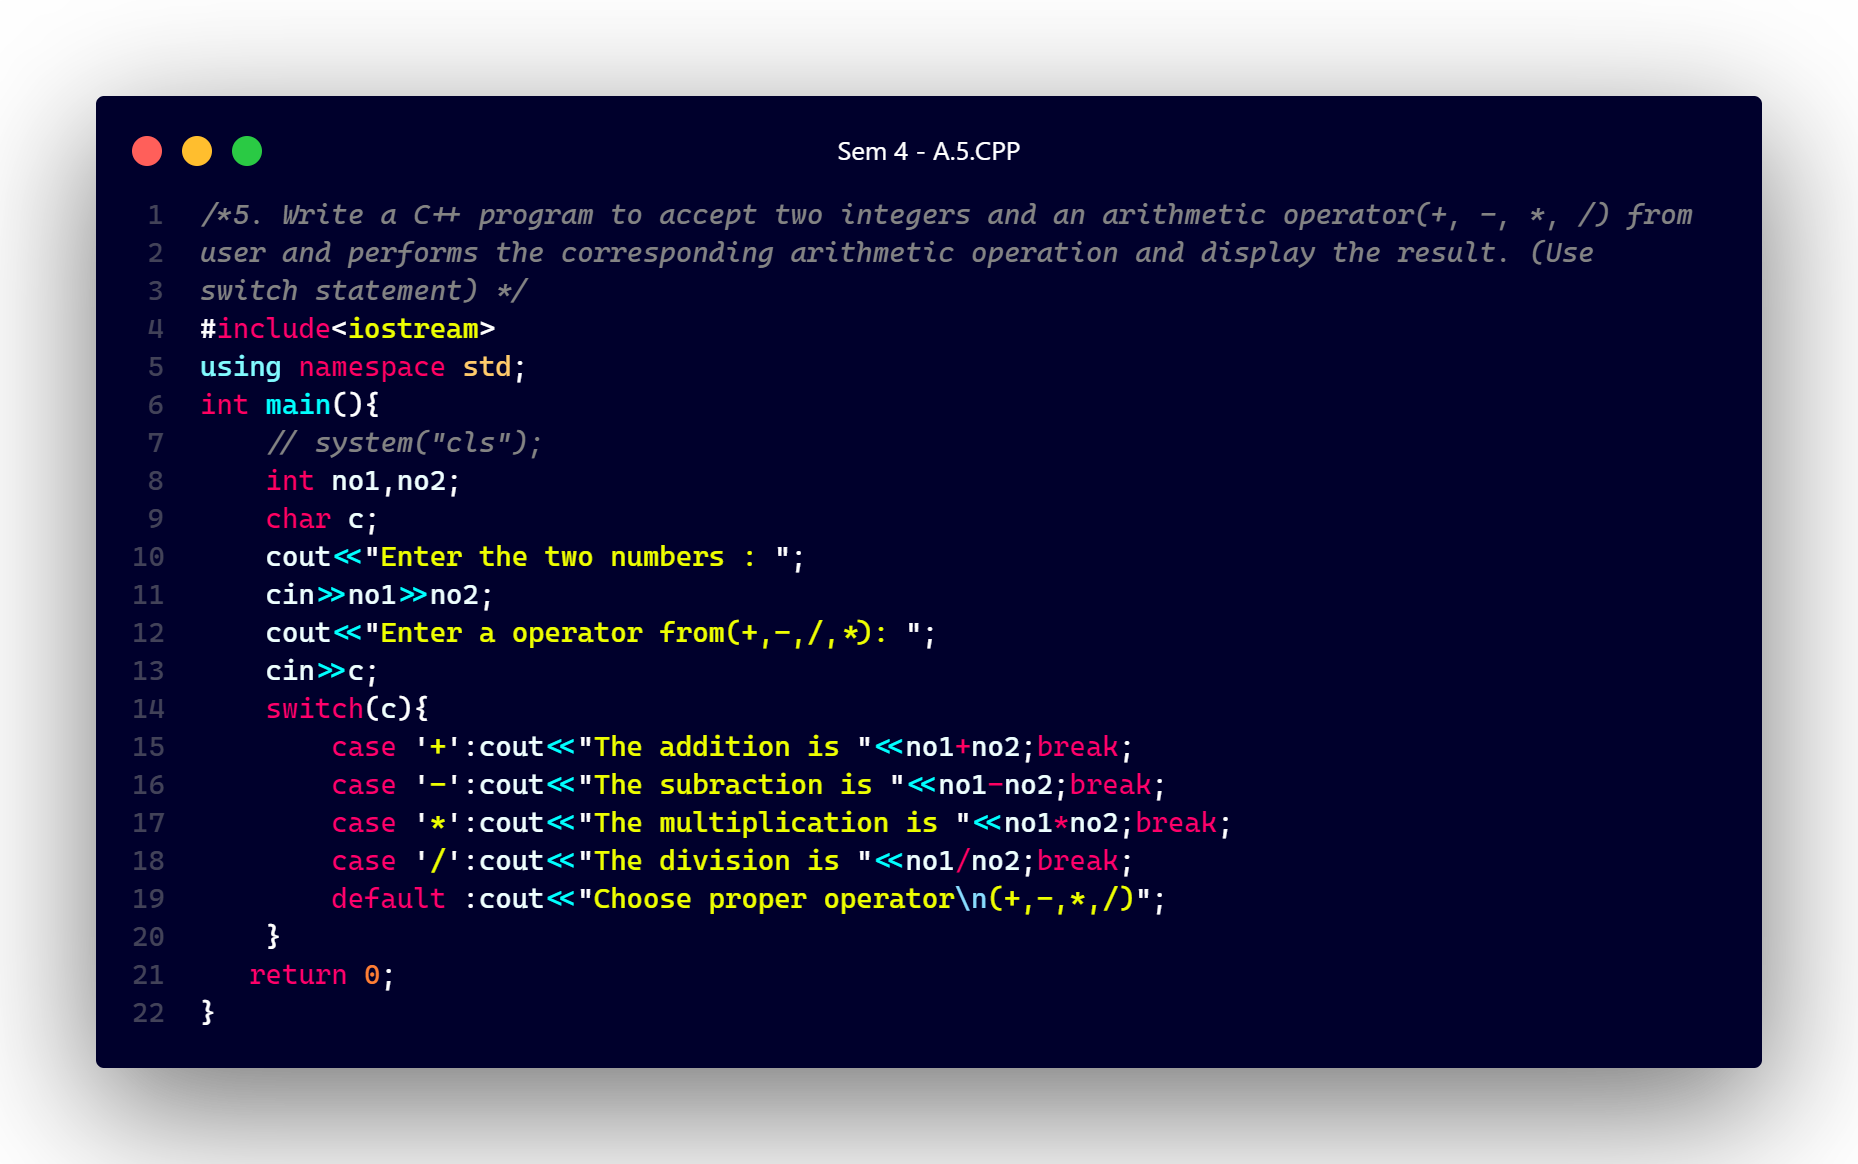 Sem 4 - A.5.CPP
1 /*5. Write a C++ program to accept two integers and an arithmetic operator(+, -, *, /) from
2 user and performs the corresponding arithmetic operation and display the result. (Use
3 switch statement) */
4 #include<iostream>
5 using namespace std;
6 int main(){
7     // system("cls");
8     int no1,no2;
9     char c;
10     cout<<"Enter the two numbers : ";
11     cin>>no1>>no2;
12     cout<<"Enter a operator from(+,-,/,*): ";
13     cin>>c;
14     switch(c){
15         case '+':cout<<"The addition is "<<no1+no2;break;
16         case '-':cout<<"The subraction is "<<no1-no2;break;
17         case '*':cout<<"The multiplication is "<<no1*no2;break;
18         case '/':cout<<"The division is "<<no1/no2;break;
19         default :cout<<"Choose proper operator\n(+,-,*,/)";
20     }
21    return 0;
22 }